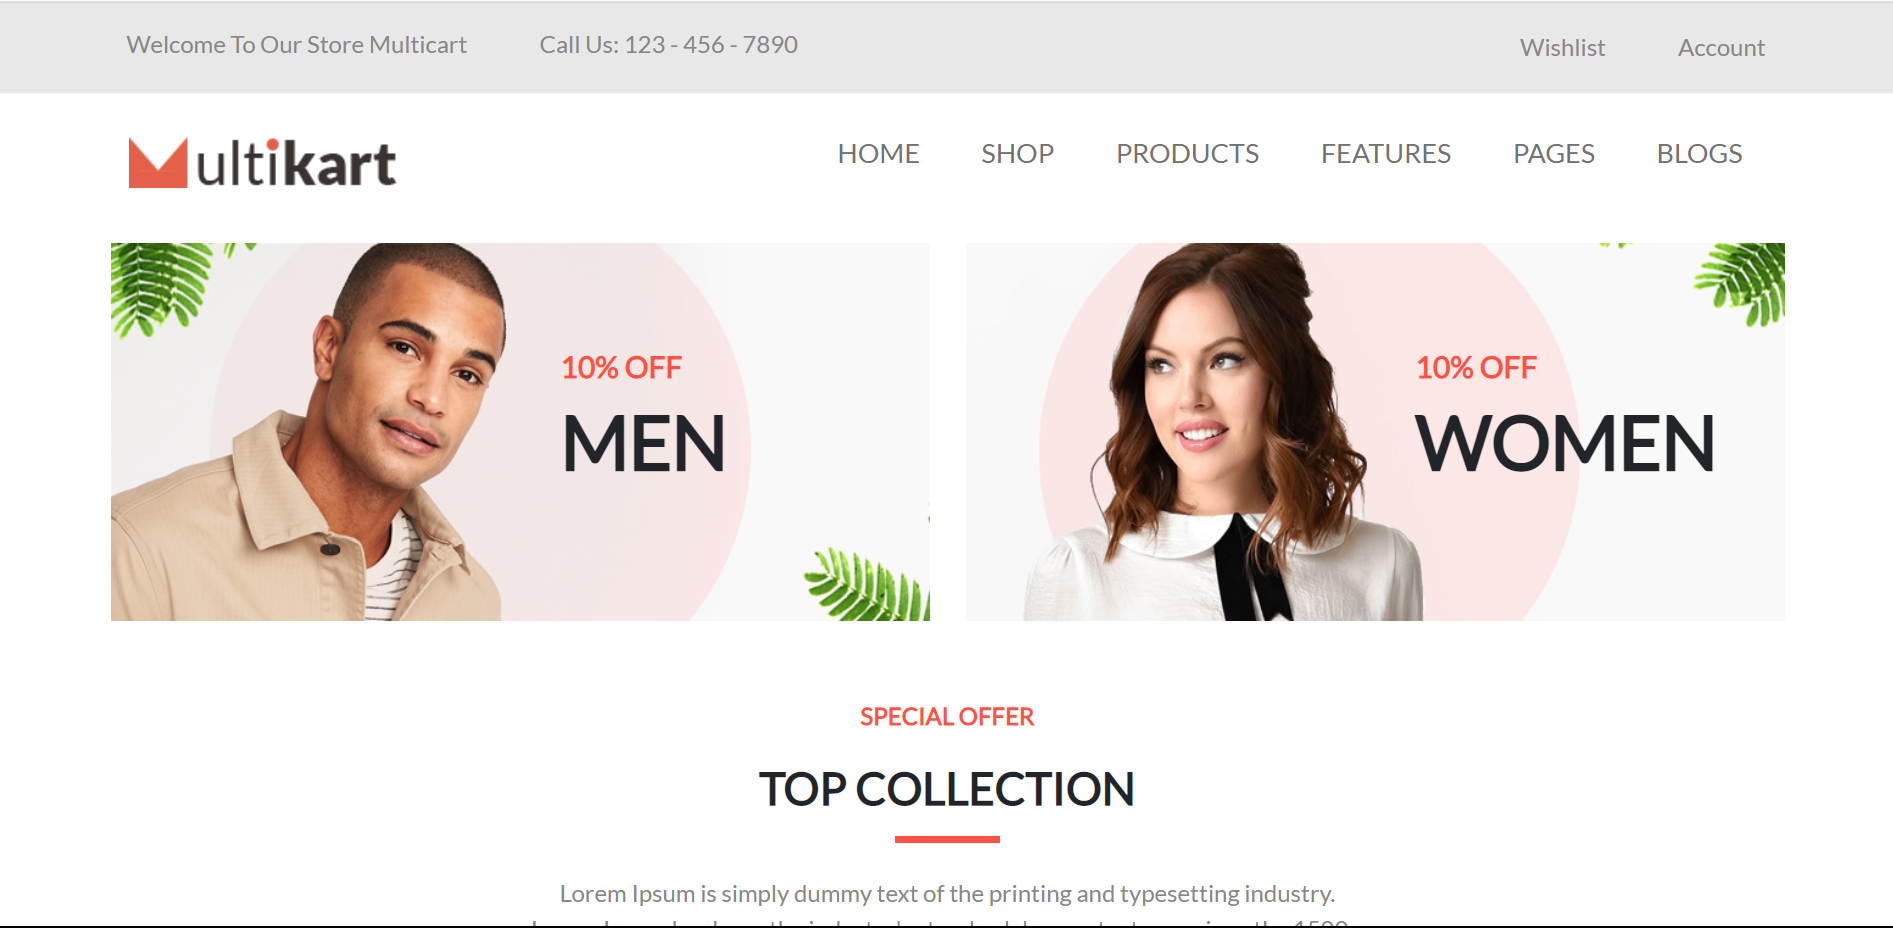 Welcome To Our Store Multicart Call Us: 123 - 456 - 7890 Wishlist Account
Multikart HOME SHOP PRODUCTS FEATURES PAGES BLOGS
10% OFF
MEN
10% OFF
WOMEN
SPECIAL OFFER
TOP COLLECTION
Lorem Ipsum is simply dummy text of the printing and typesetting industry.